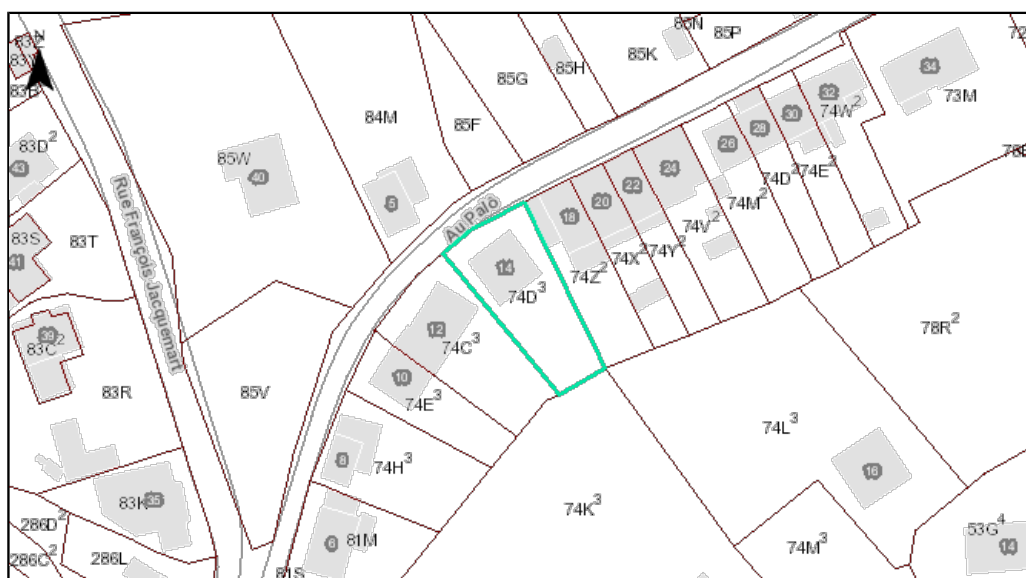 N
85N
85P
85K
85H
85G
84M
85F
34
73M
32
74W²
30
28
26
74E²
74D²
74M²
24
22
20
18
74V²
74Y²
74X²
74Z²
83D²
43
85W
40
5
Au Palô
83S
41
83T
Rue François Jacquemart
14
74D³
78R²
39
83C²
12
74C³
10
74E³
83R
85V
74L³
8
74H³
16
83K
35
74K³
286D²
286C²
286L
6
81M
81S
74M³
53G⁴
14